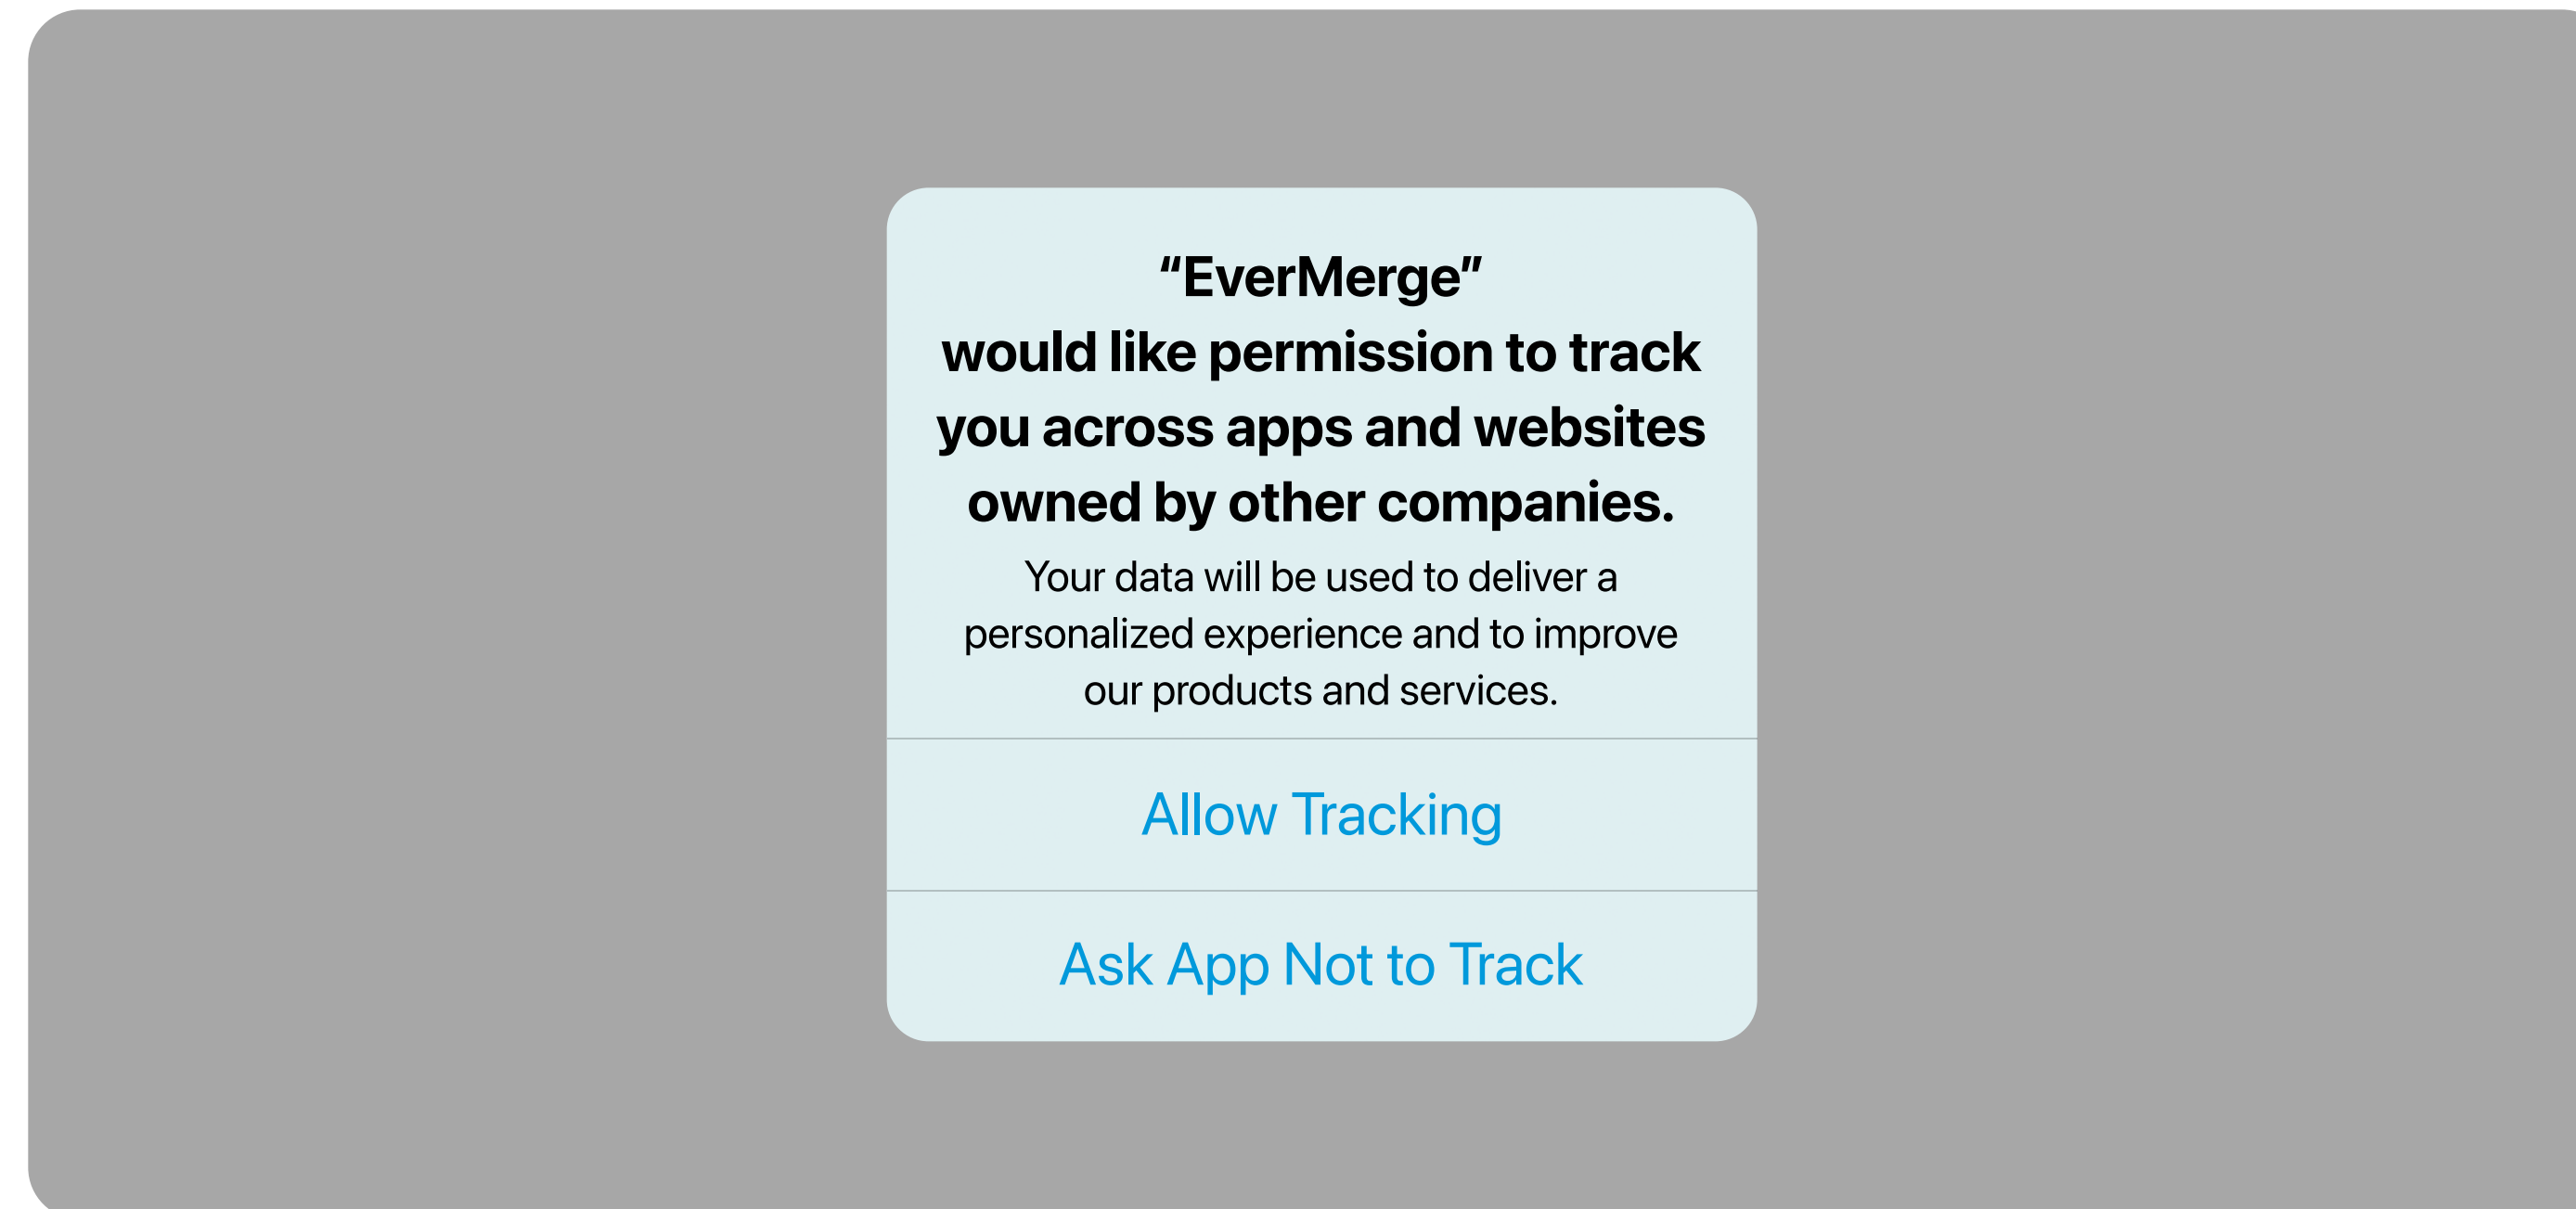 “EverMerge”
would like permission to track
you across apps and websites
owned by other companies.
Your data will be used to deliver a
personalized experience and to improve
our products and services.
Allow Tracking
Ask App Not to Track